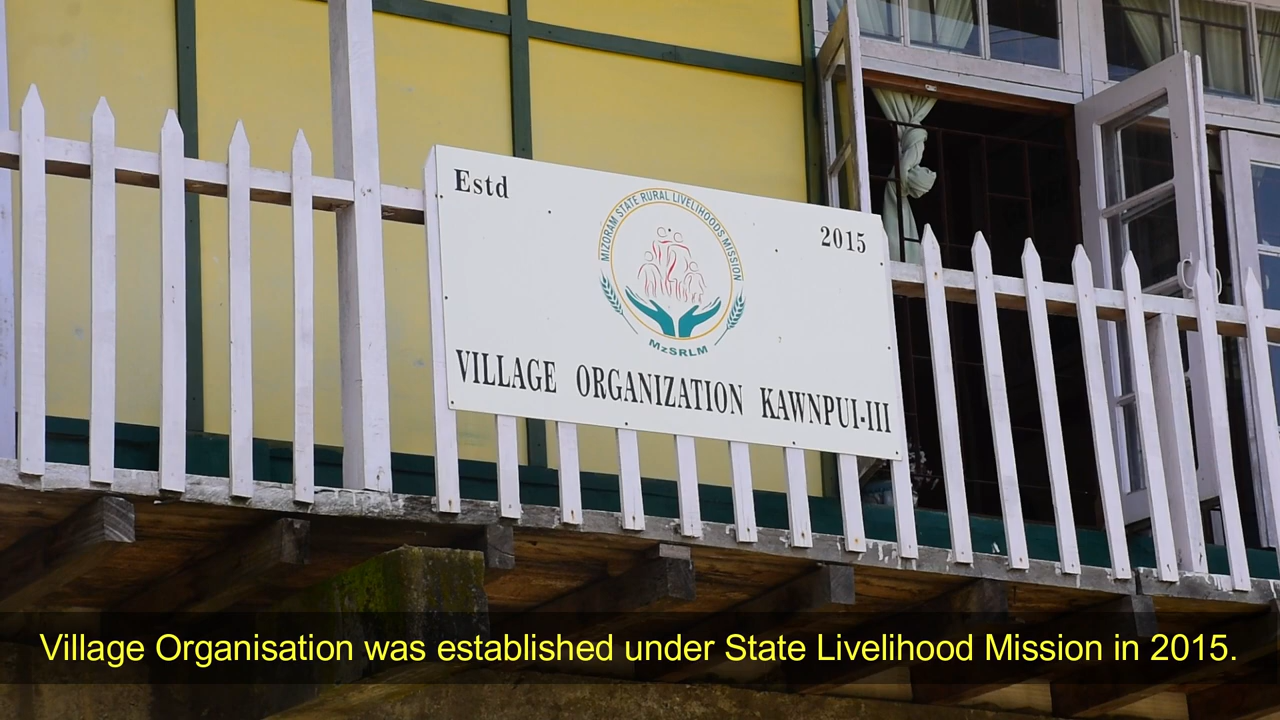 Estd
2015
MIZORAM STATE RURAL LIVELIHOODS MISSION
MzSRLM
VILLAGE ORGANIZATION KAWNPUI-III
Village Organisation was established under State Livelihood Mission in 2015.